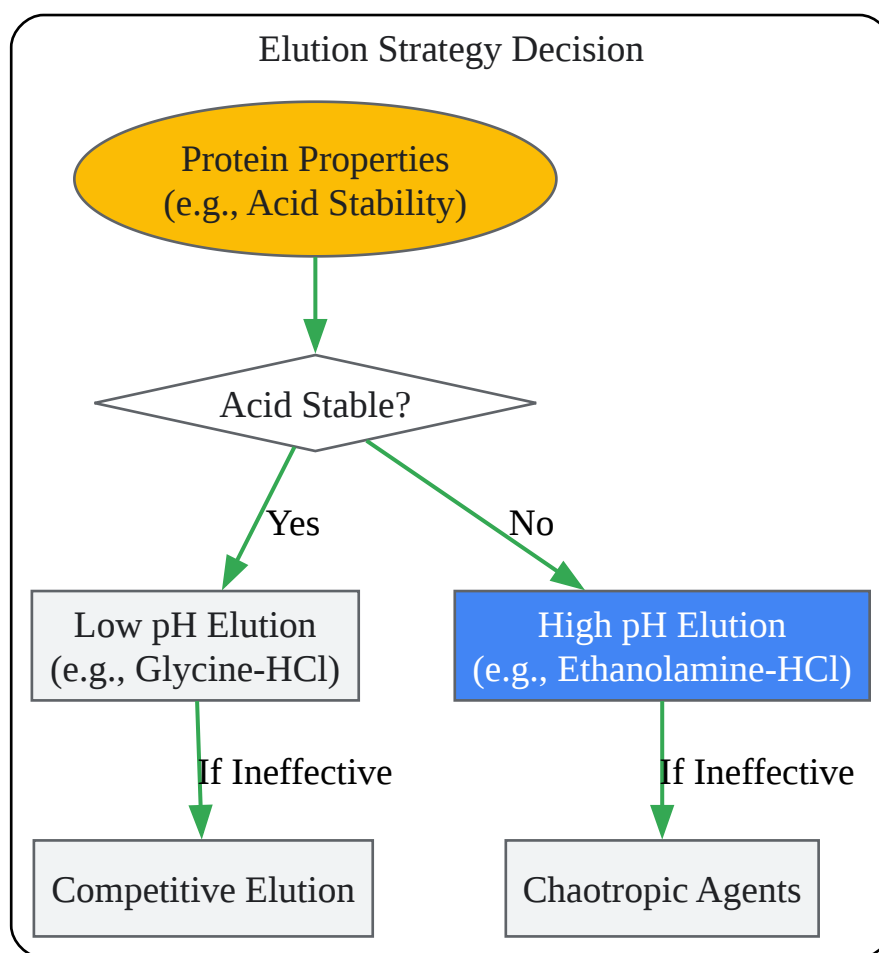 Elution Strategy Decision
Protein Properties
(e.g., Acid Stability)
Acid Stable?
Yes
No
Low pH Elution
(e.g., Glycine-HCl)
High pH Elution
(e.g., Ethanolamine-HCl)
If Ineffective
If Ineffective
Competitive Elution
Chaotropic Agents